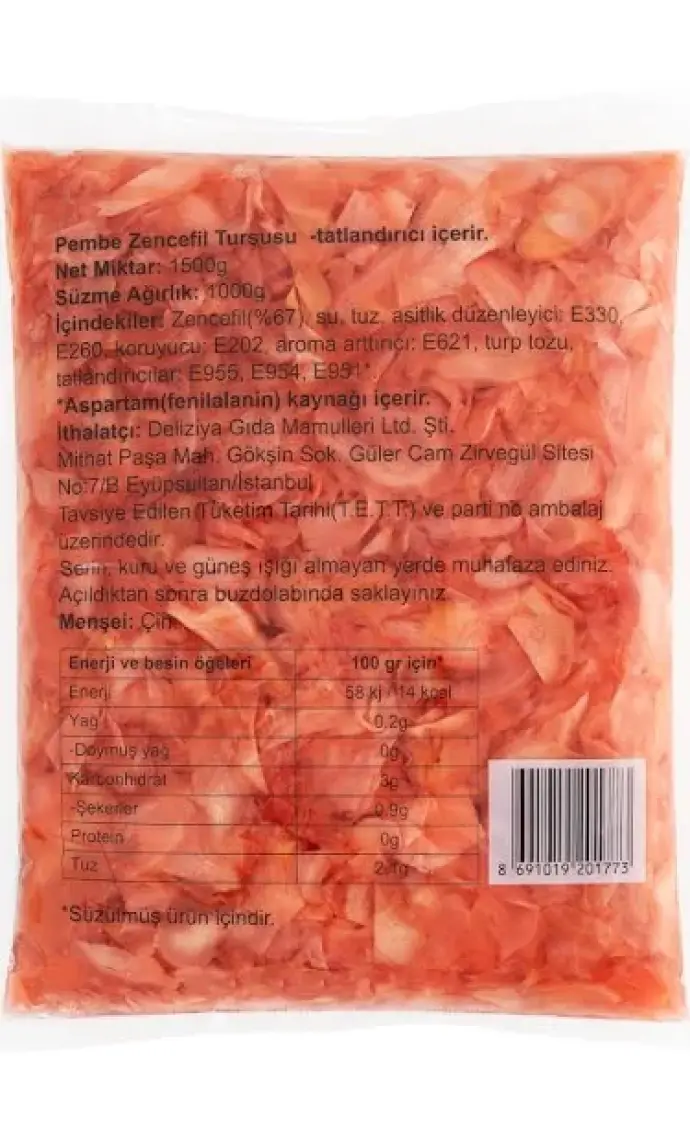 Pembe Zencefil Turşusu -tatlandırıcı içerir.
Net Miktar: 1500g
Süzme Ağırlık: 1000g
İçindekiler: Zencefil(%67), su, tuz, asitlik düzenleyici: E330,
E260, koruyucu: E202, aroma arttırıcı: E621, turp tozu,
tatlandırıcılar: E955, E954, E951*
*Aspartam(fenilalanin) kaynağı içerir.
İthalatçı: Deliziya Gıda Mamulleri Ltd. Şti.
Mithat Paşa Mah. Gökşin Sok. Güler Cam Zirvegül Sitesi
No:7/B Eyüpsultan/İstanbul
Tavsiye Edilen Tüketim Tarihi(T.E.T.T.) ve parti no ambalaj
üzerindedir.
Serin, kuru ve güneş ışığı almayan yerde muhafaza ediniz.
Açıldıktan sonra buzdolabında saklayınız.
Menşei: Çin
Enerji ve besin öğeleri 100 gr için*
Enerji 58 kj / 14 kcal
Yağ 0.2g
-Doymuş yağ 0g
Karbonhidrat 3g
-Şekerler 0.9g
Protein 0g
Tuz 2.1g
8 691019 201773
*Süzülmüş ürün içindir.